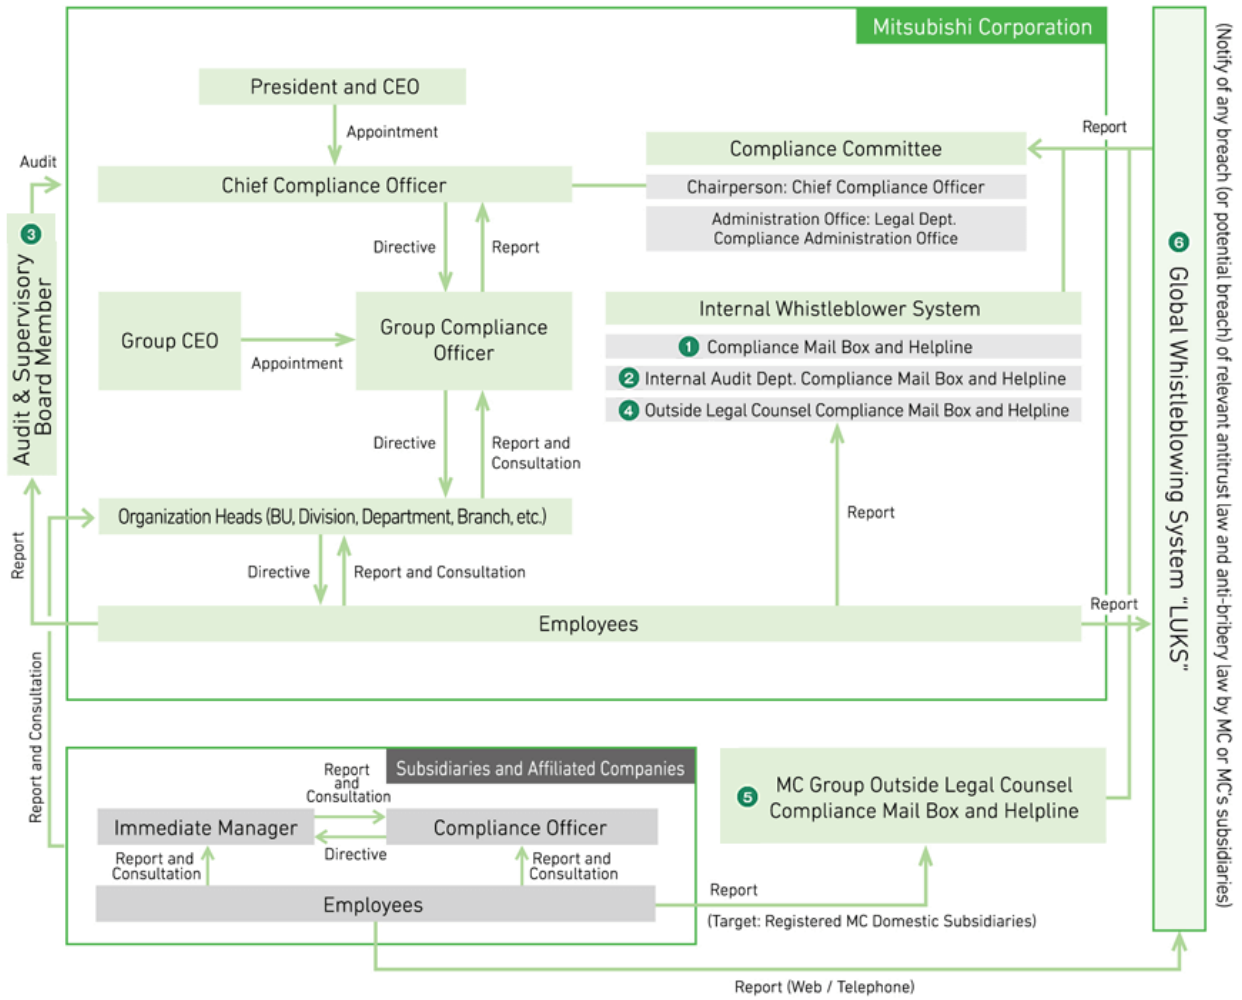 Mitsubishi Corporation
President and CEO
Appointment
Audit
Chief Compliance Officer
Report
Compliance Committee
Chairperson: Chief Compliance Officer
Administration Office: Legal Dept.
Compliance Administration Office
Directive
Report
3
Audit & Supervisory
Board Member
Group CEO
Appointment
Group Compliance
Officer
Internal Whistleblower System
1 Compliance Mail Box and Helpline
2 Internal Audit Dept. Compliance Mail Box and Helpline
4 Outside Legal Counsel Compliance Mail Box and Helpline
Directive
Report and
Consultation
Organization Heads (BU, Division, Department, Branch, etc.)
Report
Report
Directive
Report and Consultation
Employees
Report
6 Global Whistleblowing System "LUKS"
(Notify of any breach (or potential breach) of relevant antitrust law and anti-bribery law by MC or MC's subsidiaries)
Report and Consultation
Subsidiaries and Affiliated Companies
Report
and
Consultation
Immediate Manager
Compliance Officer
Directive
Report and
Consultation
Report and
Consultation
Employees
5
MC Group Outside Legal Counsel
Compliance Mail Box and Helpline
Report
(Target: Registered MC Domestic Subsidiaries)
Report (Web / Telephone)